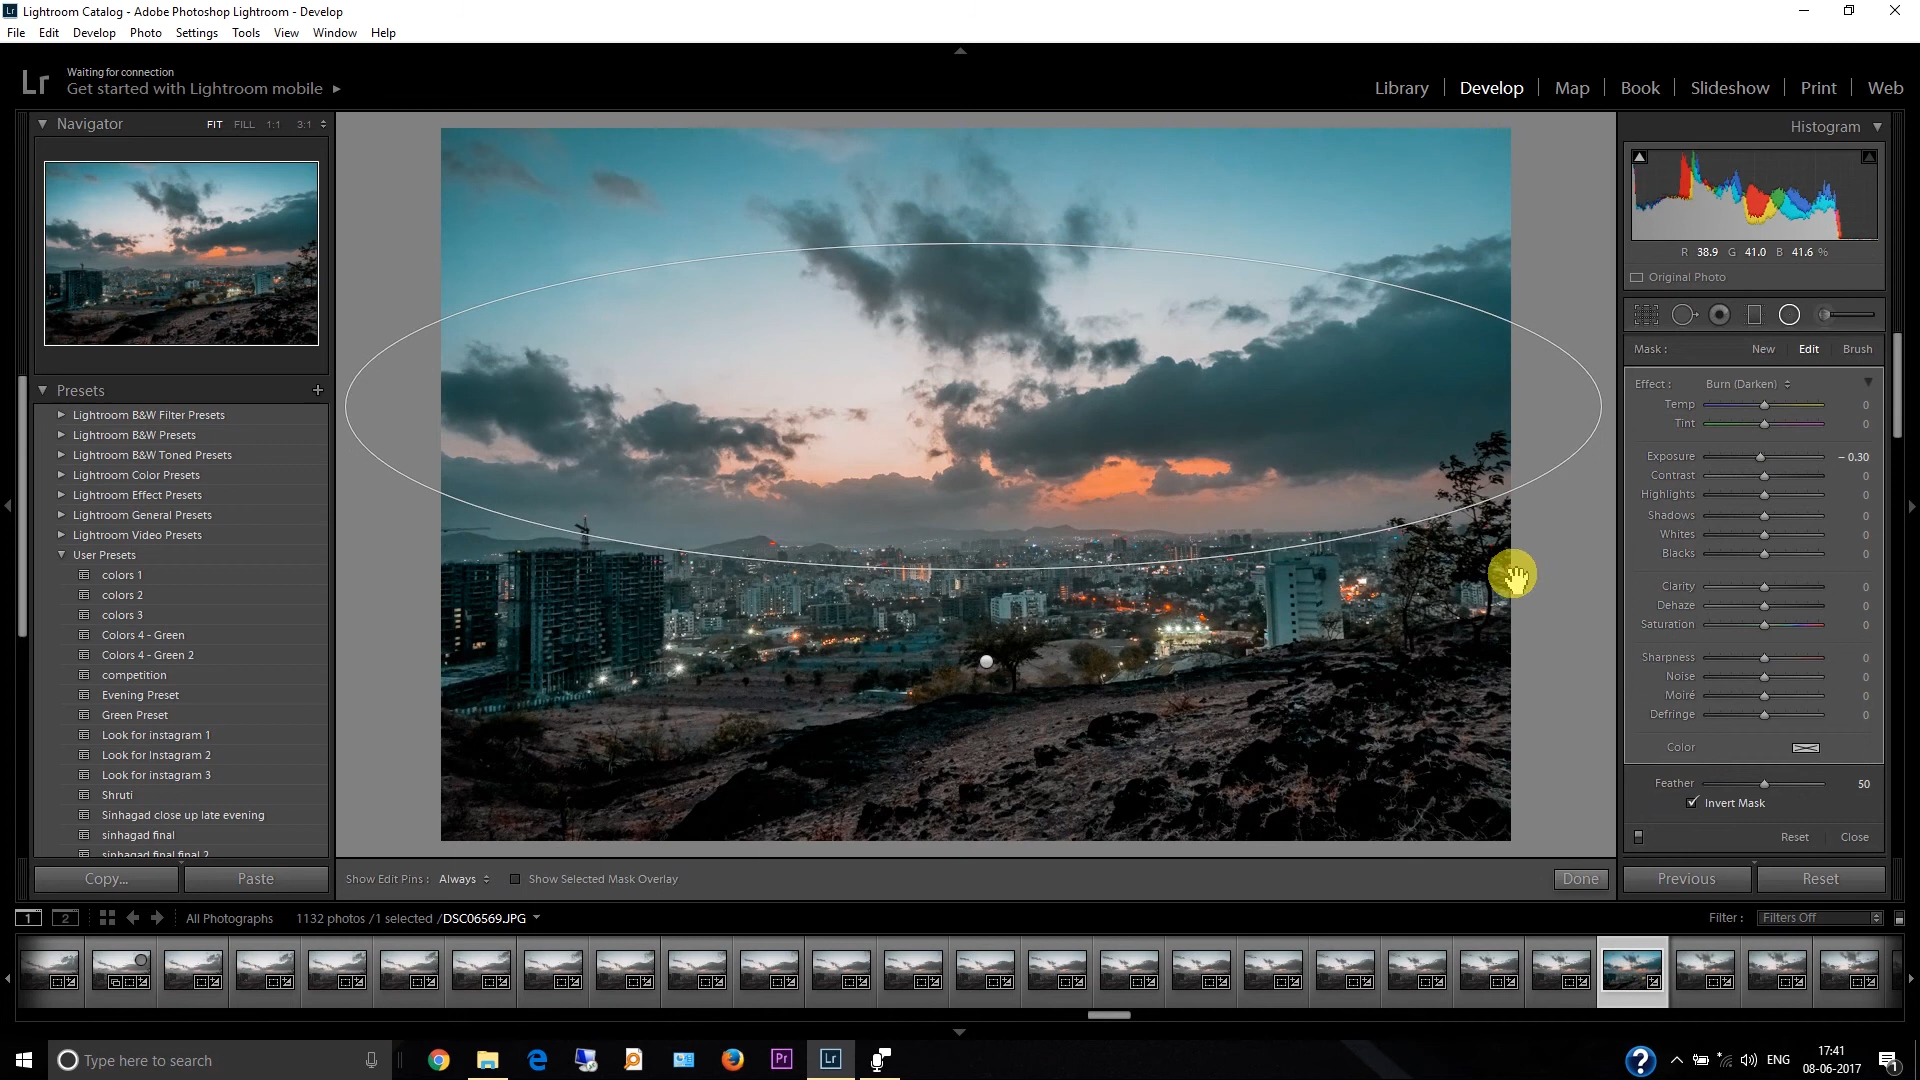 Lightroom Catalog - Adobe Photoshop Lightroom - Develop
File Edit Develop Photo Settings Tools View Window Help
Lr Waiting for connection
Get started with Lightroom mobile
Library Develop Map Book Slideshow Print Web
Navigator FIT FILL 1:1 3:1
Histogram
R 38.9 G 41.0 B 41.6 %
Original Photo
Mask : New Edit Brush
Effect : Burn (Darken)
Temp 0
Tint 0
Exposure – 0.30
Contrast 0
Highlights 0
Shadows 0
Whites 0
Blacks 0
Clarity 0
Dehaze 0
Saturation 0
Sharpness 0
Noise 0
Moiré 0
Defringe 0
Color
Feather 50
Invert Mask
Reset Close
Previous Reset
Presets
Lightroom B&W Filter Presets
Lightroom B&W Presets
Lightroom B&W Toned Presets
Lightroom Color Presets
Lightroom Effect Presets
Lightroom General Presets
Lightroom Video Presets
User Presets
colors 1
colors 2
colors 3
Colors 4 - Green
Colors 4 - Green 2
competition
Evening Preset
Green Preset
Look for instagram 1
Look for Instagram 2
Look for instagram 3
Shruti
Sinhagad close up late evening
sinhagad final
sinhagad final final 2
Copy... Paste
Show Edit Pins : Always Show Selected Mask Overlay Done
1 2 All Photographs 1132 photos /1 selected /DSC06569.JPG Filter : Filters Off
Type here to search
Pr Lr
ENG 17:41
08-06-2017
1